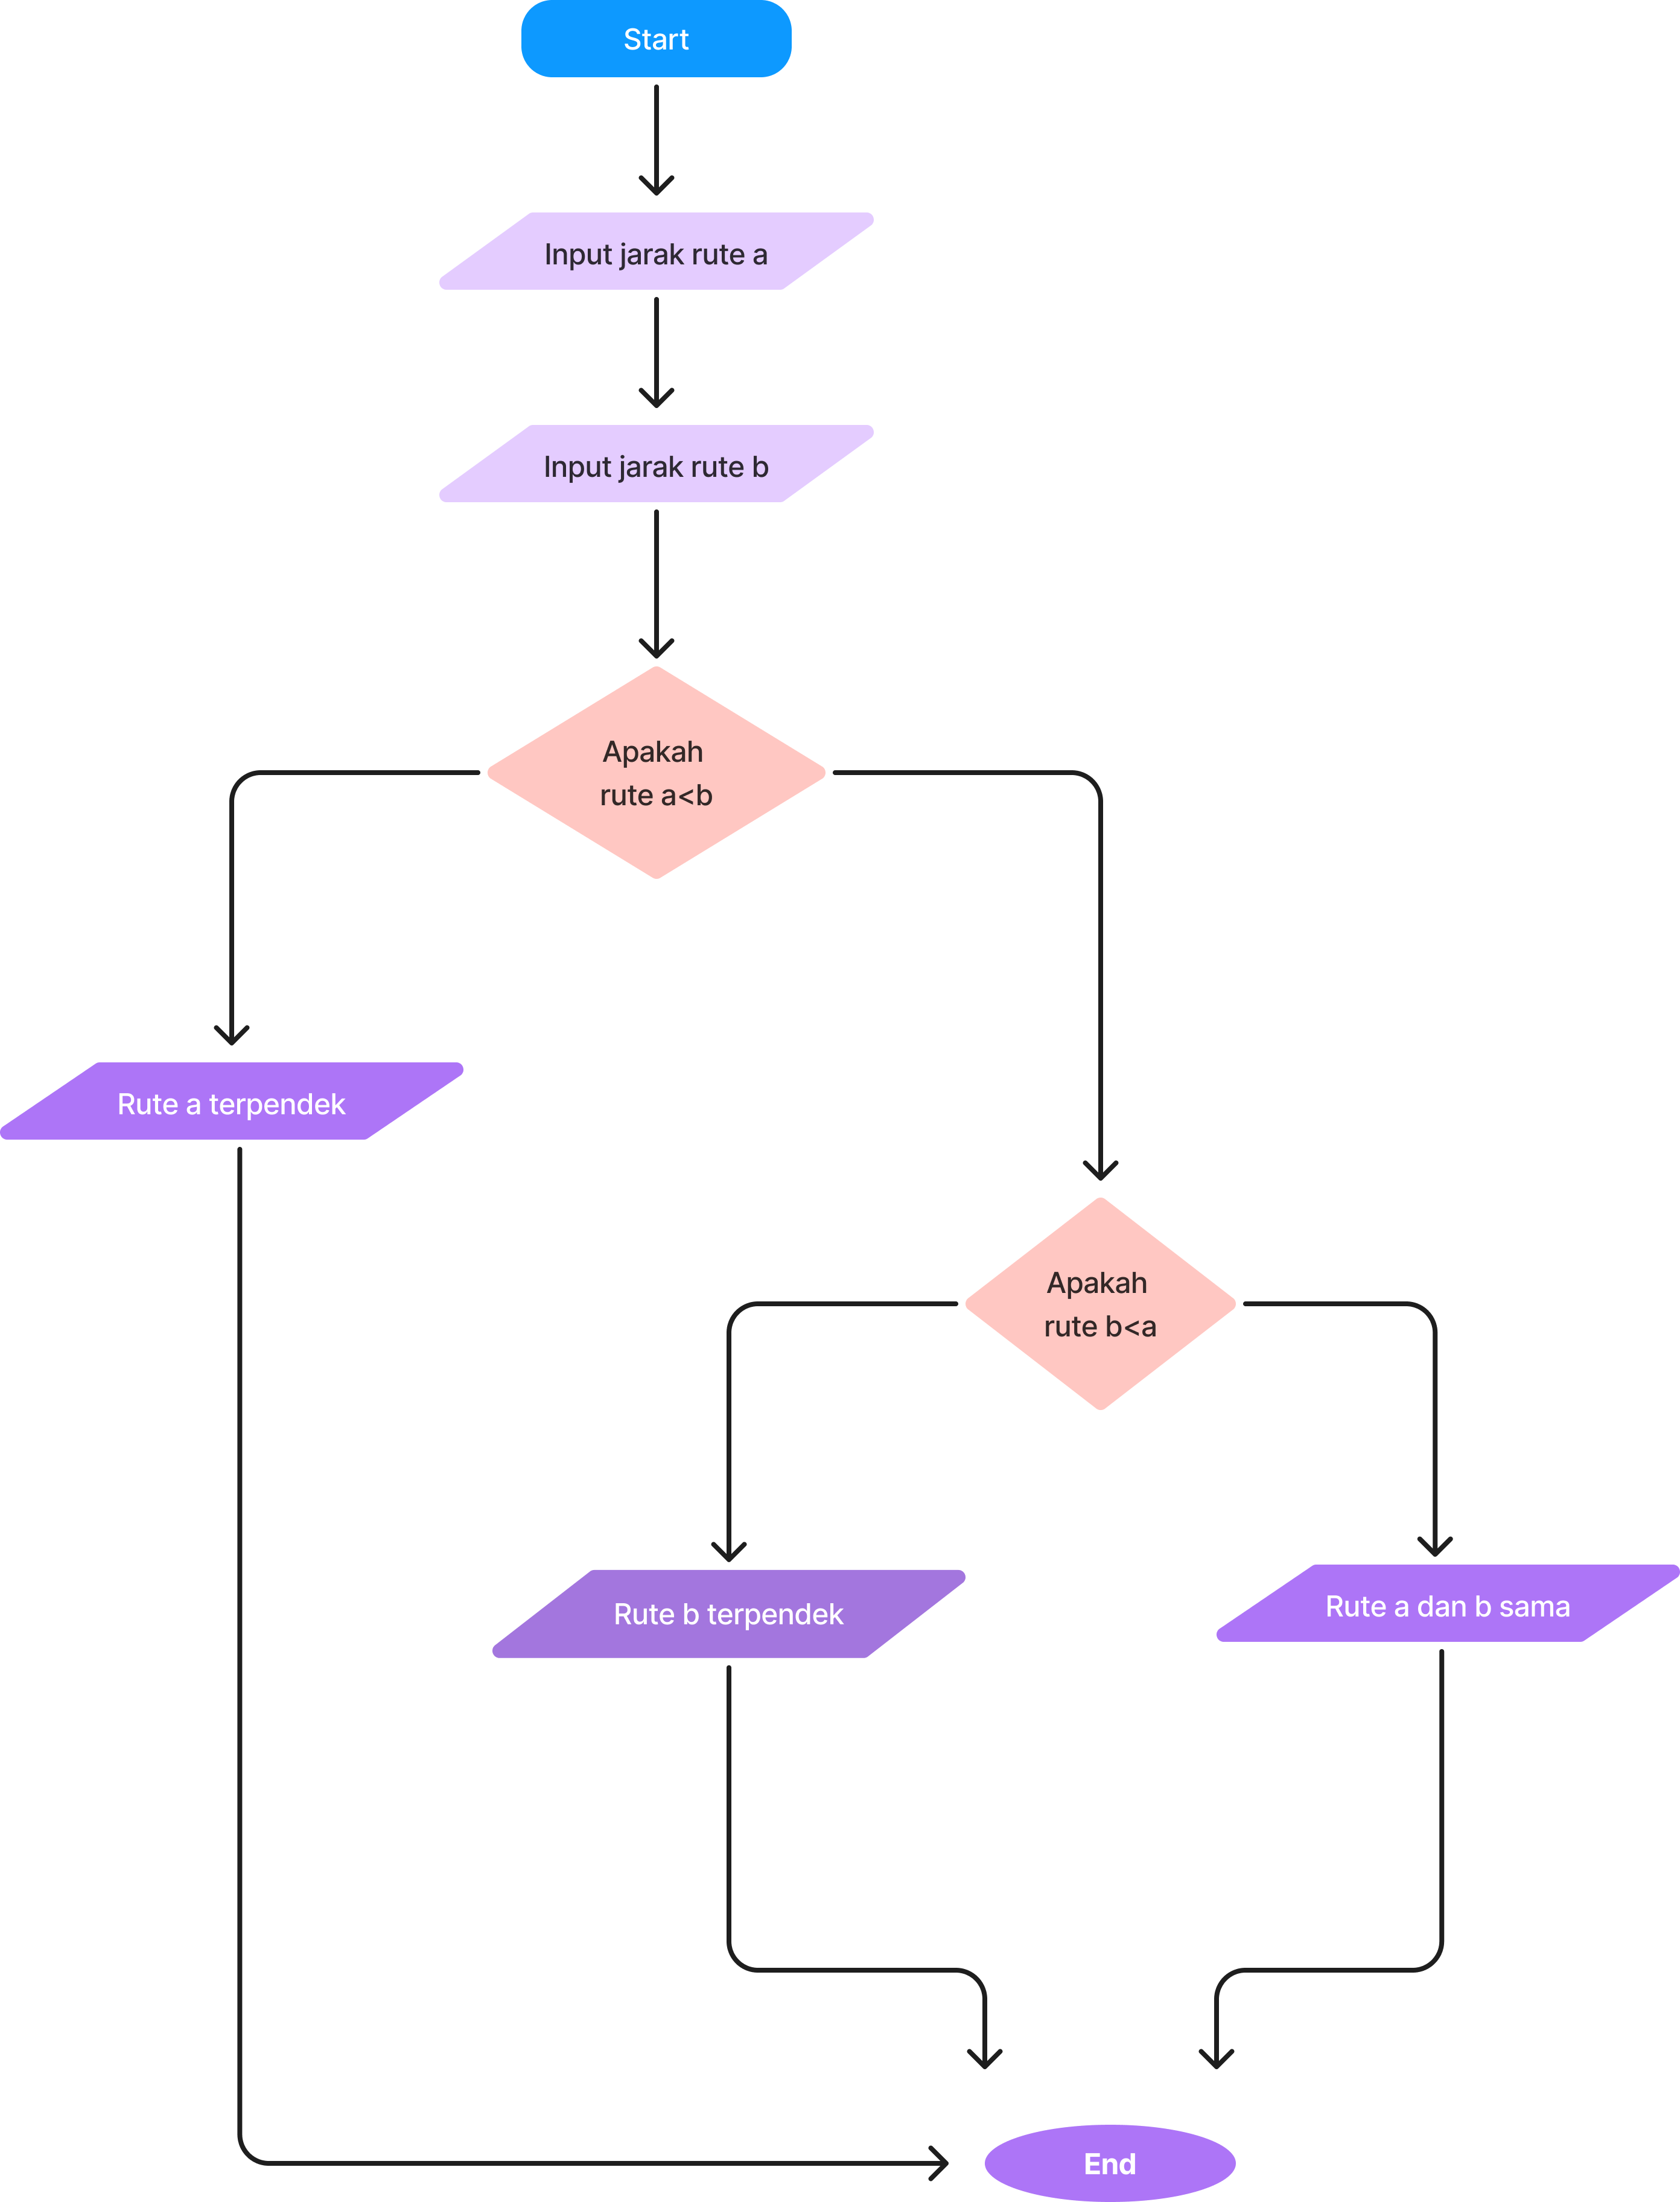 Start
Input jarak rute a
Input jarak rute b
Apakah
rute a<b
Rute a terpendek
Apakah
rute b<a
Rute b terpendek
Rute a dan b sama
End